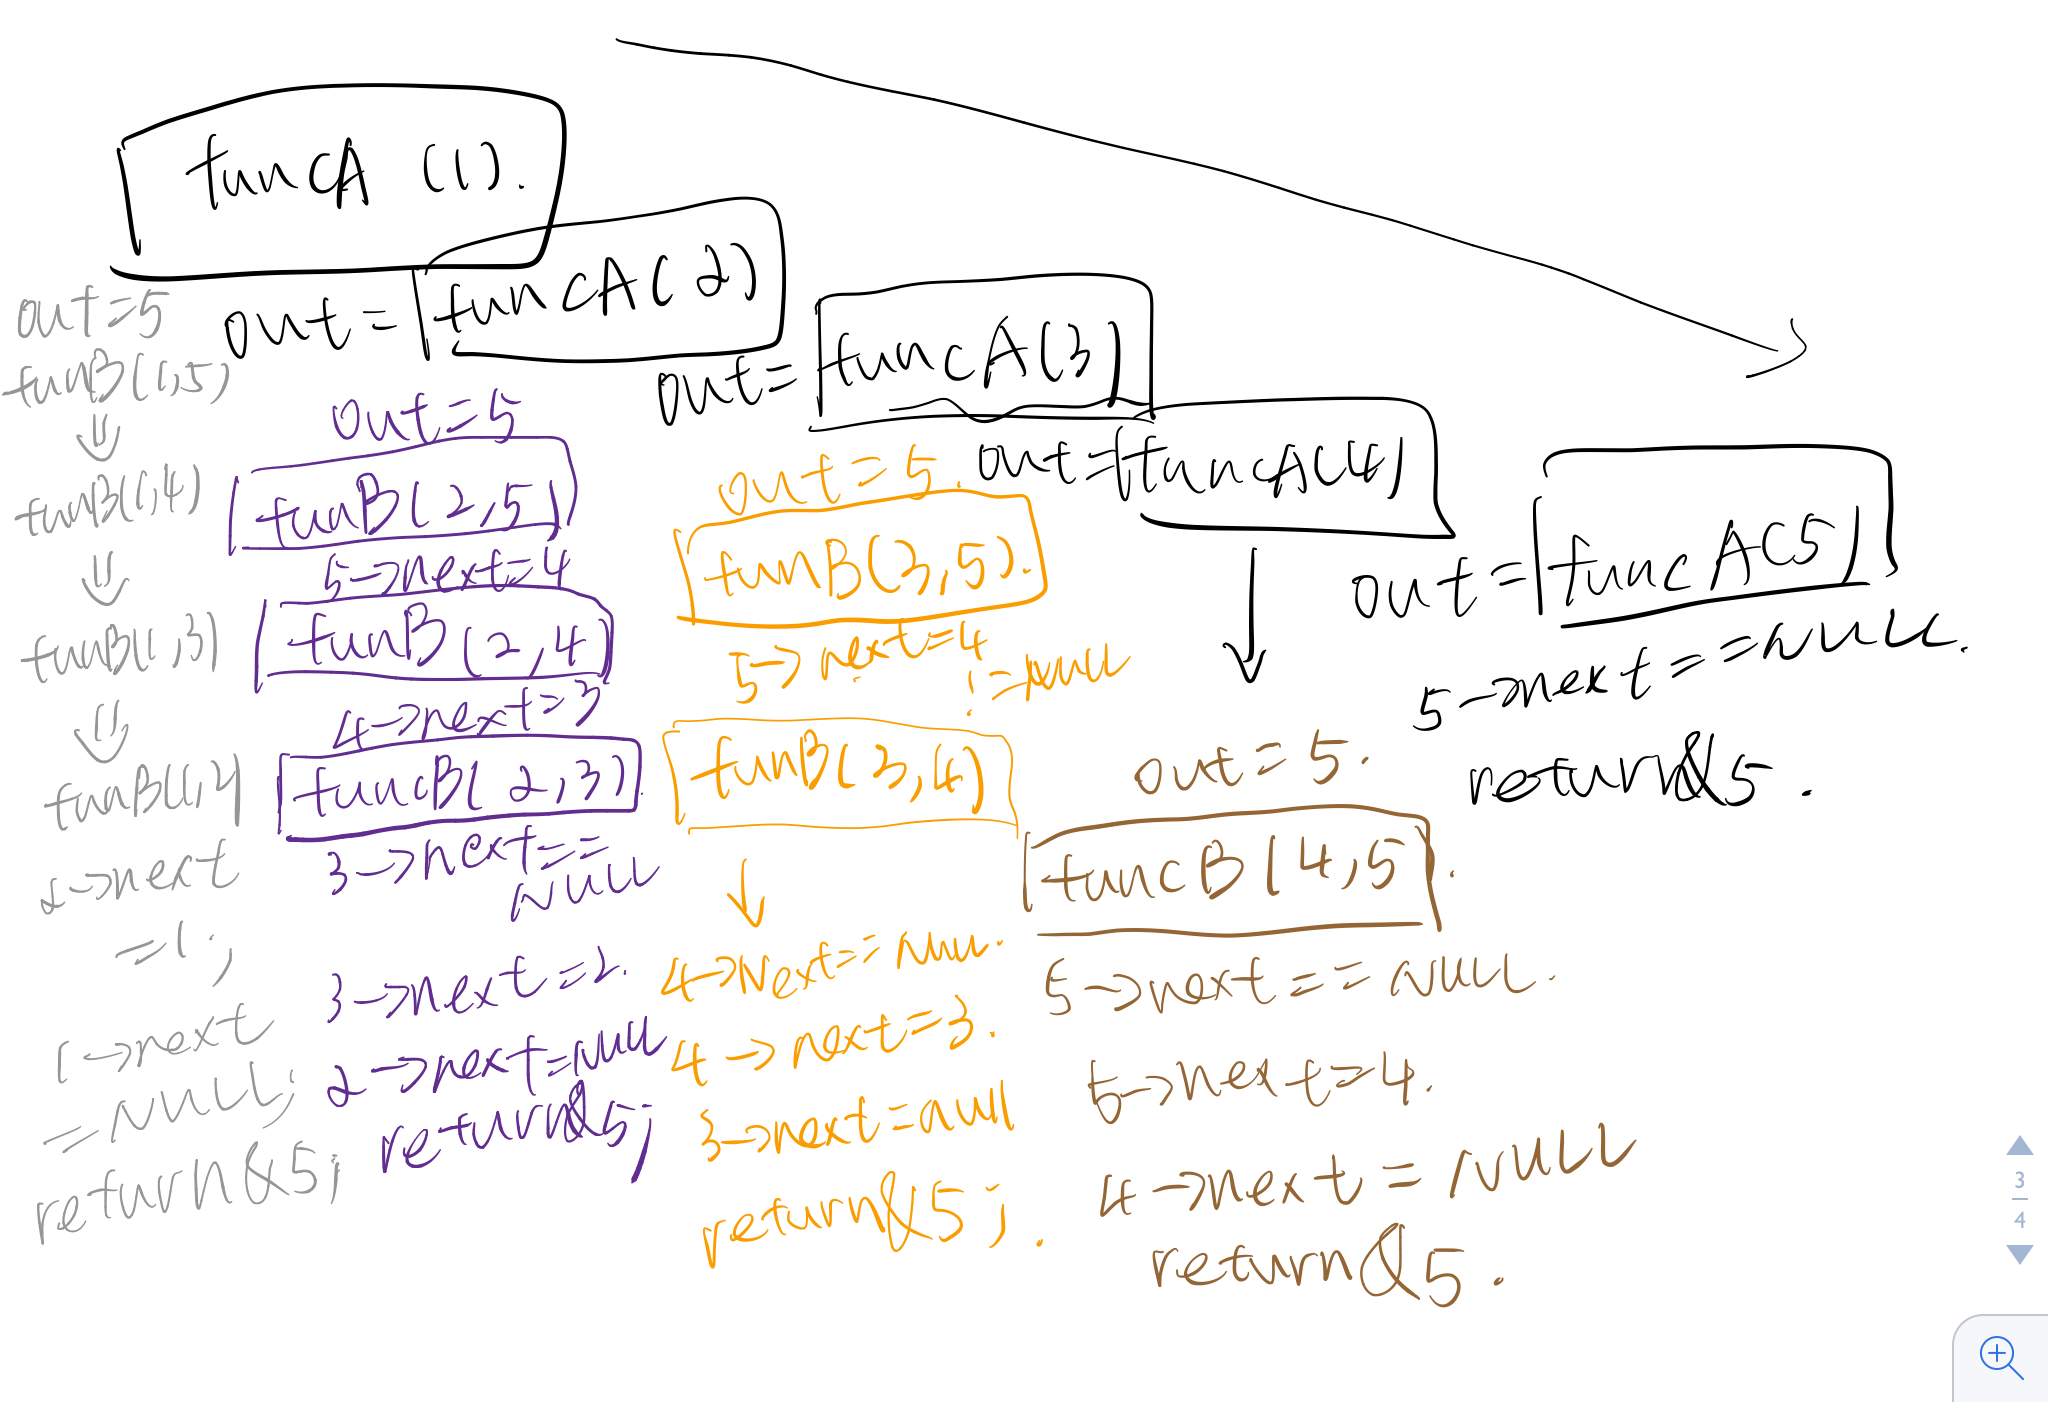 funcA (1).
out = funcA(2)
out = funcA(3)
out = funcA(4)
out = funcA(5)
5->next = = NULL.
return &5.
out=5
funB(1,5)
funB(1,4)
funB(1,3)
funB(1,2)
2->next
=1;
1->next
=NULL;
return &5;
out=5
funB(2,5)
5->next=4
funB(2,4)
4->next=3
funcB(2,3)
3->next==
NULL
3->next=2.
2->next=NULL
return &5;
out=5.
funB(3,5).
5->next=4
!=NULL
funB(3,4)
4->Next==NULL.
4->next=3.
3->next=null
return &5;.
out=5.
funcB(4,5).
5->next==NULL.
5->next=4.
4->next=NULL
return &5.
3
4